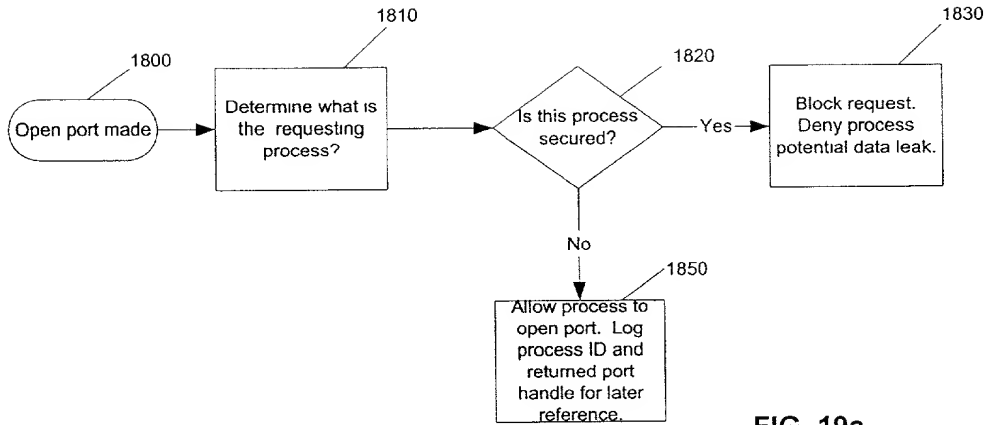 1800
Open port made
1810
Determine what is
the requesting
process?
1820
Is this process
secured?
Yes
1830
Block request.
Deny process
potential data leak.
No
1850
Allow process to
open port. Log
process ID and
returned port
handle for later
reference.
FIG. 19a